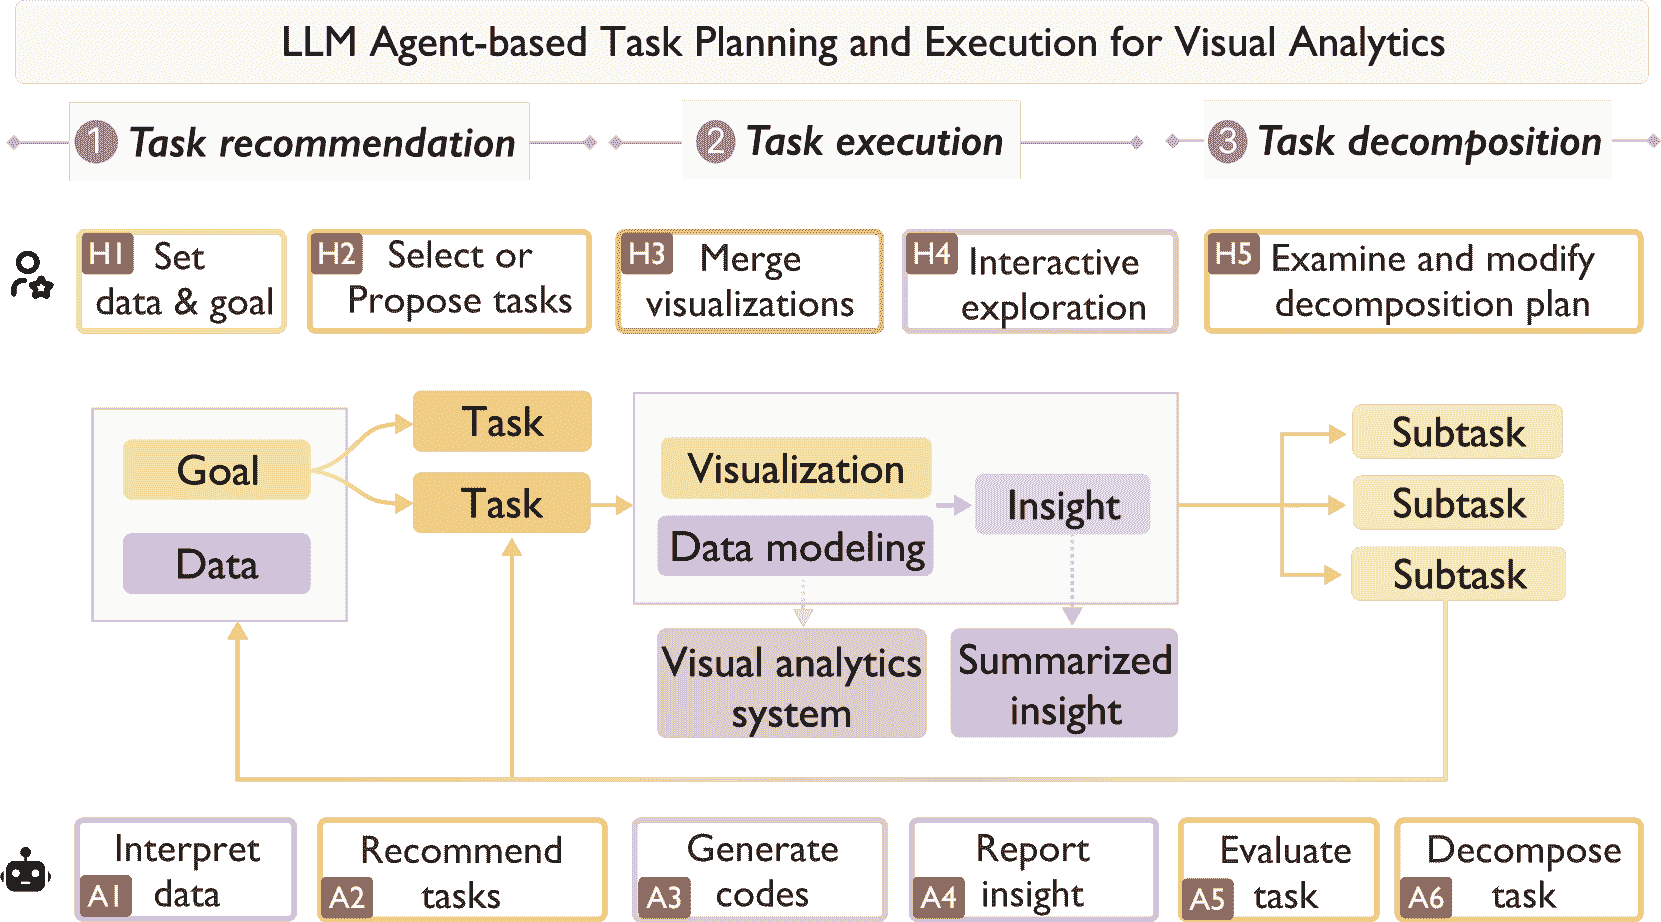 LLM Agent-based Task Planning and Execution for Visual Analytics
1 Task recommendation
2 Task execution
3 Task decomposition
H1 Set
data & goal
H2 Select or
Propose tasks
H3 Merge
visualizations
H4 Interactive
exploration
H5 Examine and modify
decomposition plan
Goal
Data
Task
Task
Visualization
Data modeling
Insight
Visual analytics
system
Summarized
insight
Subtask
Subtask
Subtask
Interpret
A1 data
Recommend
A2 tasks
Generate
A3 codes
Report
A4 insight
Evaluate
A5 task
Decompose
A6 task